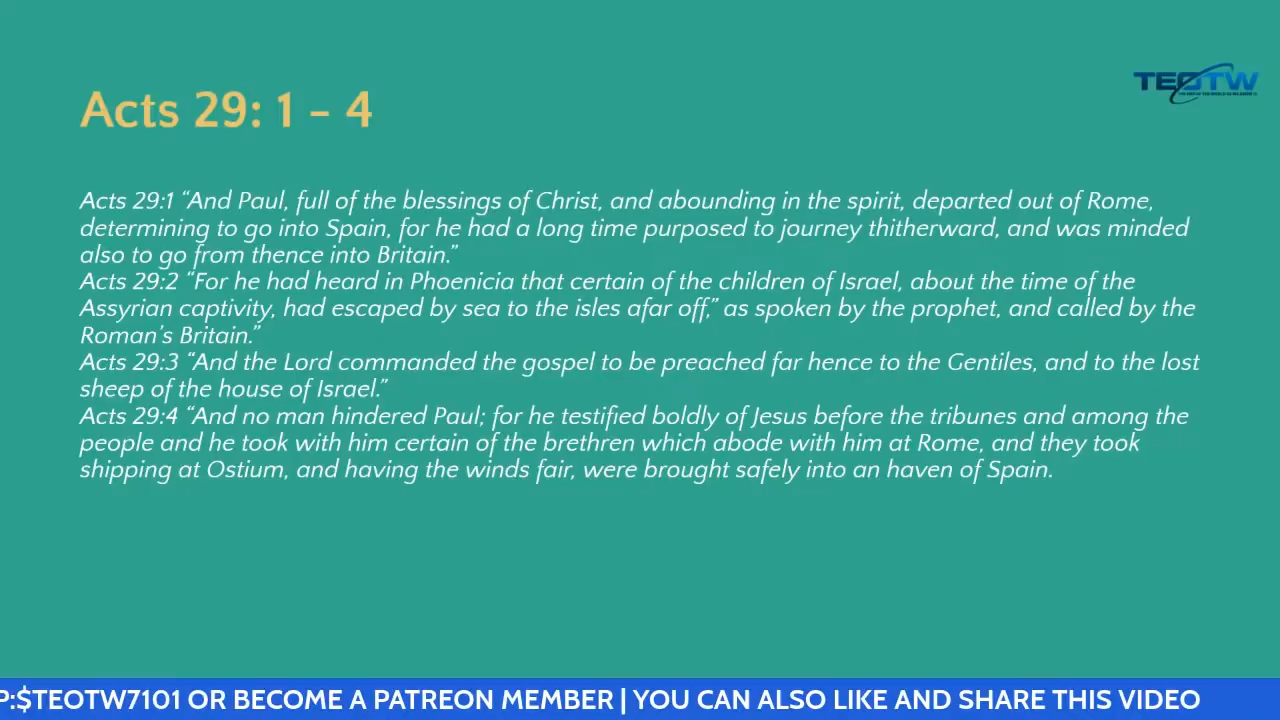 TEOTW
Acts 29: 1 – 4
Acts 29:1 “And Paul, full of the blessings of Christ, and abounding in the spirit, departed out of Rome,
determining to go into Spain, for he had a long time purposed to journey thitherward, and was minded
also to go from thence into Britain.”
Acts 29:2 “For he had heard in Phoenicia that certain of the children of Israel, about the time of the
Assyrian captivity, had escaped by sea to the isles afar off,” as spoken by the prophet, and called by the
Roman’s Britain.”
Acts 29:3 “And the Lord commanded the gospel to be preached far hence to the Gentiles, and to the lost
sheep of the house of Israel.”
Acts 29:4 “And no man hindered Paul; for he testified boldly of Jesus before the tribunes and among the
people and he took with him certain of the brethren which abode with him at Rome, and they took
shipping at Ostium, and having the winds fair, were brought safely into an haven of Spain.
P:$TEOTW7101 OR BECOME A PATREON MEMBER | YOU CAN ALSO LIKE AND SHARE THIS VIDEO